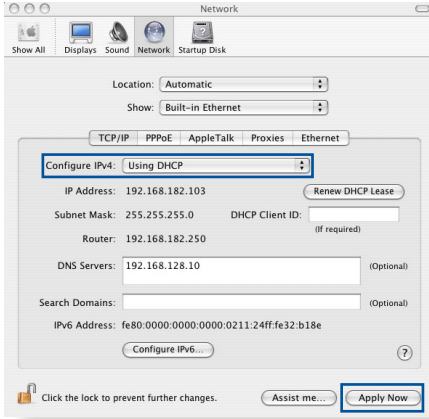 Network
Show All Displays Sound Network Startup Disk
Location: Automatic
Show: Built-in Ethernet
TCP/IP PPPoE AppleTalk Proxies Ethernet
Configure IPv4: Using DHCP
IP Address: 192.168.182.103 Renew DHCP Lease
Subnet Mask: 255.255.255.0 DHCP Client ID:
(If required)
Router: 192.168.182.250
DNS Servers: 192.168.128.10 (Optional)
Search Domains: (Optional)
IPv6 Address: fe80:0000:0000:0000:0211:24ff:fe32:b18e
Configure IPv6... ?
Click the lock to prevent further changes. Assist me... Apply Now